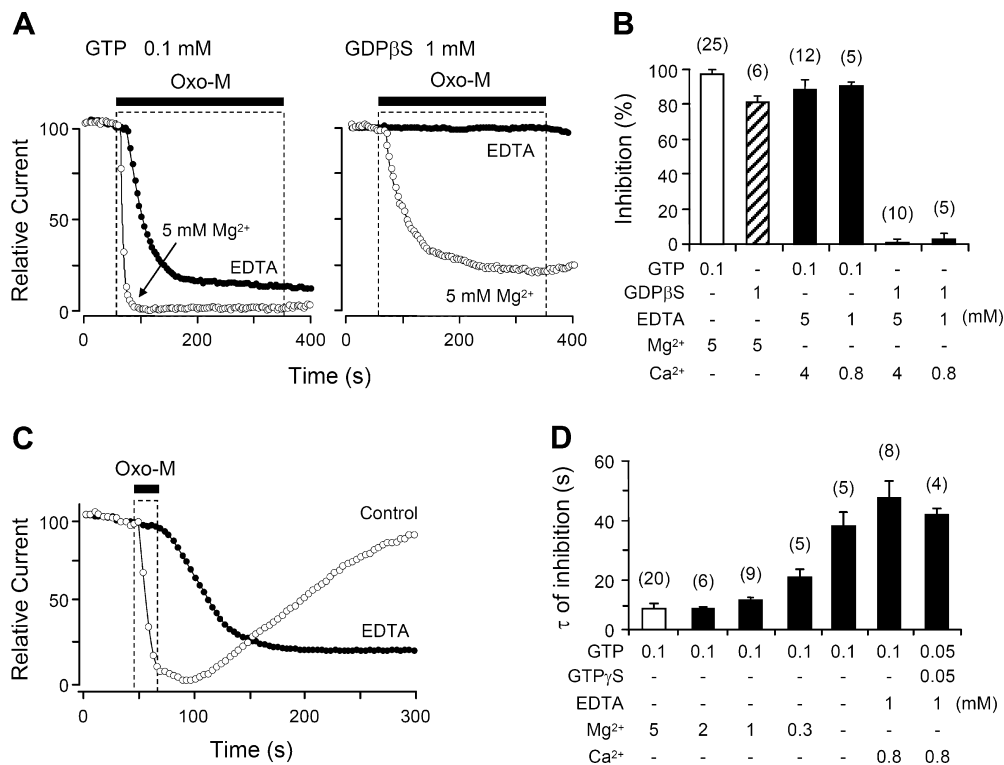 A
GTP 0.1 mM
GDPβS 1 mM
Oxo-M
Oxo-M
Relative Current
100
50
0
5 mM Mg²⁺
EDTA
EDTA
5 mM Mg²⁺
0 200 400
0 200 400
Time (s)
B
Inhibition (%)
100
80
60
40
20
0
(25) (6) (12) (5) (10) (5)
GTP 0.1 - 0.1 0.1 - -
GDPβS - 1 - - 1 1
EDTA - - 5 1 5 1 (mM)
Mg²⁺ 5 5 - - - -
Ca²⁺ - - 4 0.8 4 0.8
C
Oxo-M
Relative Current
100
50
0
Control
EDTA
0 100 200 300
Time (s)
D
τ of inhibition (s)
60
40
20
0
(20) (6) (9) (5) (5) (8) (4)
GTP 0.1 0.1 0.1 0.1 0.1 0.1 0.05
GTPγS - - - - - - 0.05
EDTA - - - - - 1 1 (mM)
Mg²⁺ 5 2 1 0.3 - - -
Ca²⁺ - - - - - 0.8 0.8